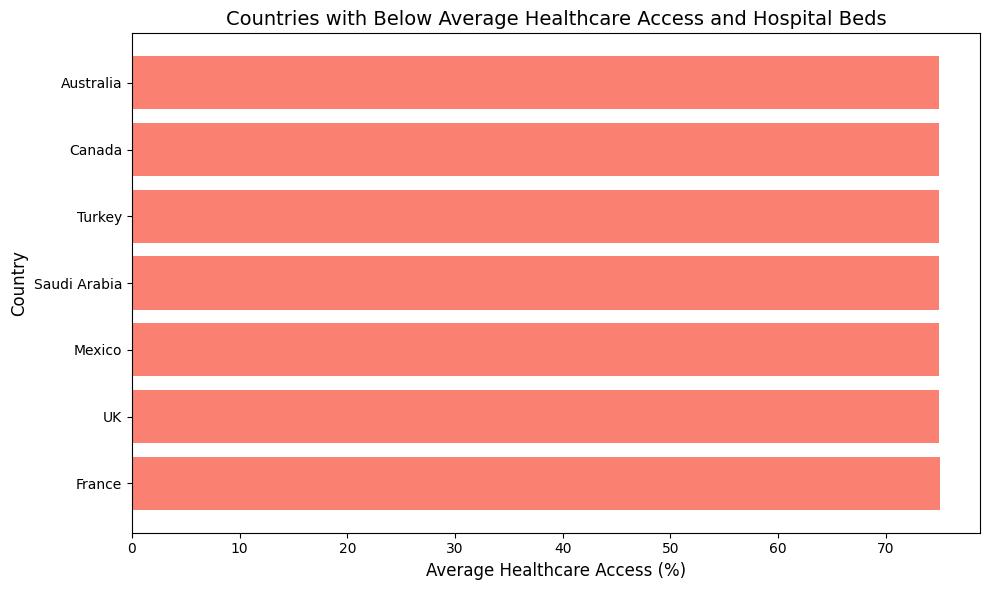 Countries with Below Average Healthcare Access and Hospital Beds
Country
Australia
Canada
Turkey
Saudi Arabia
Mexico
UK
France
0 10 20 30 40 50 60 70
Average Healthcare Access (%)